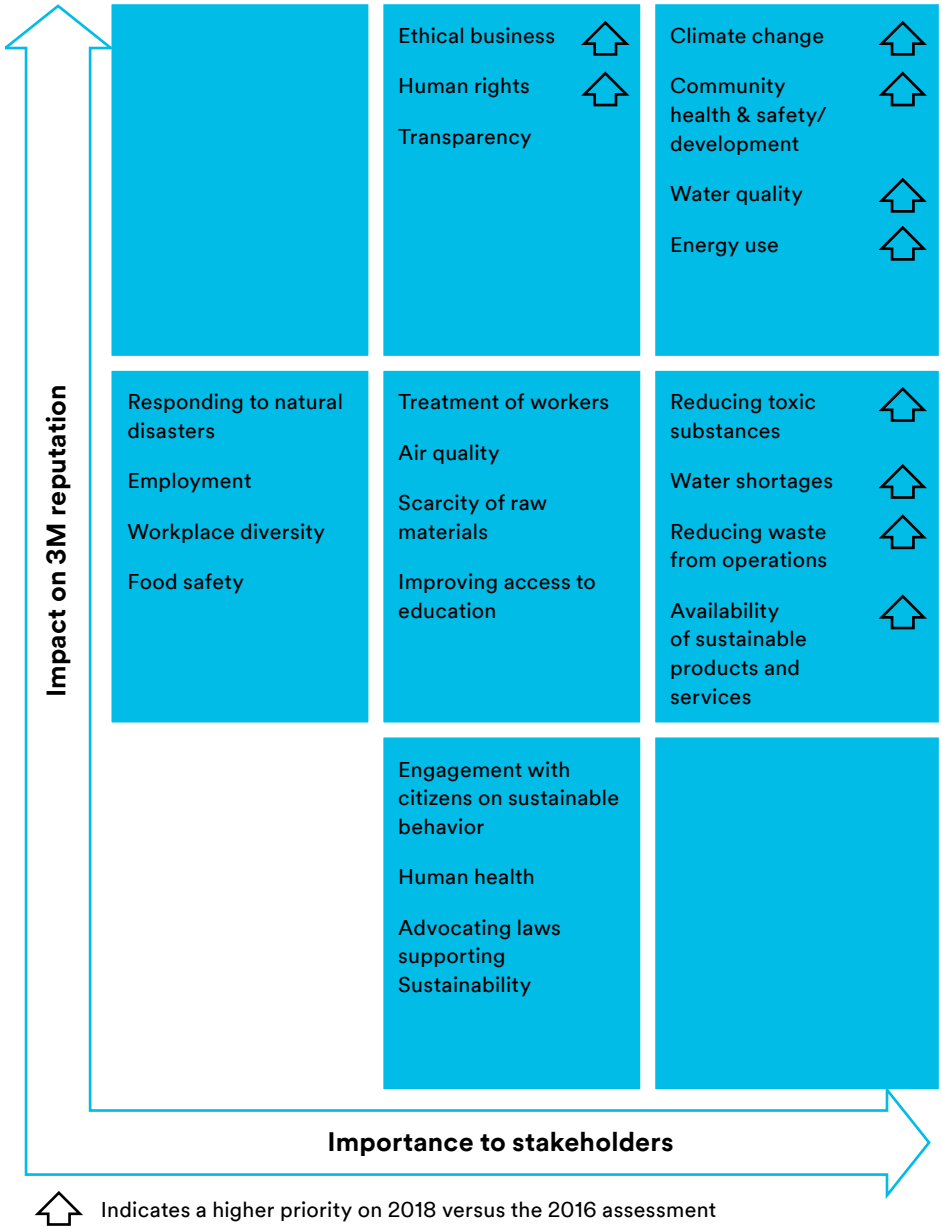 Ethical business
Human rights
Transparency
Climate change
Community
health & safety/
development
Water quality
Energy use
Impact on 3M reputation
Responding to natural
disasters
Employment
Workplace diversity
Food safety
Treatment of workers
Air quality
Scarcity of raw
materials
Improving access to
education
Reducing toxic
substances
Water shortages
Reducing waste
from operations
Availability
of sustainable
products and
services
Engagement with
citizens on sustainable
behavior
Human health
Advocating laws
supporting
Sustainability
Importance to stakeholders
Indicates a higher priority on 2018 versus the 2016 assessment